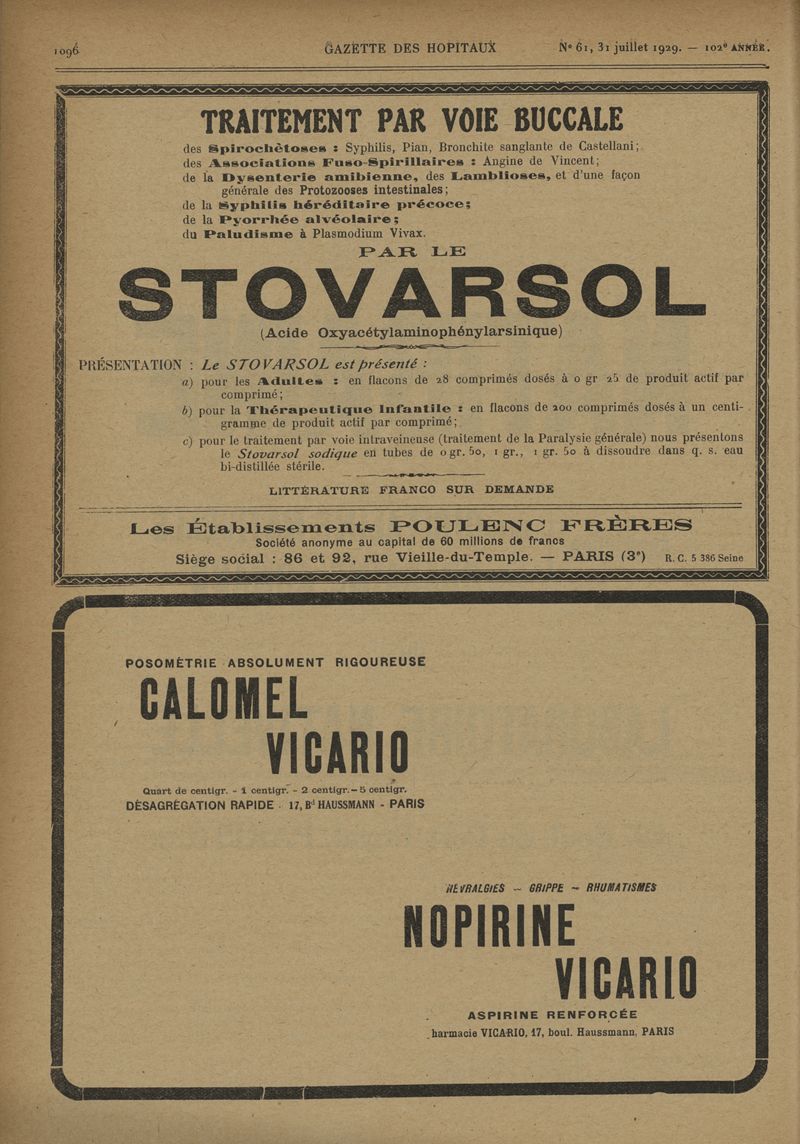 1096
GAZETTE DES HOPITAUX
N° 61, 31 juillet 1929. — 102e ANNÉE.
TRAITEMENT PAR VOIE BUCCALE
des Spirochètoses : Syphilis, Pian, Bronchite sanglante de Castellani;
des Associations Fuso-Spirillaires : Angine de Vincent;
de la Dysenterie amibienne, des Lamblioses, et d'une façon
générale des Protozooses intestinales;
de la Syphilis héréditaire précoce;
de la Pyorrhée alvéolaire;
du Paludisme à Plasmodium Vivax.
PAR LE
STOVARSOL
(Acide Oxyacétylaminophénylarsinique)
PRÉSENTATION : Le STOVARSOL est présenté :
a) pour les Adultes : en flacons de 28 comprimés dosés à 0 gr 25 de produit actif par
comprimé;
b) pour la Thérapeutique Infantile : en flacons de 200 comprimés dosés à un centi-
gramme de produit actif par comprimé;
c) pour le traitement par voie intraveineuse (traitement de la Paralysie générale) nous présentons
le Stovarsol sodique en tubes de 0 gr. 50, 1 gr., 1 gr. 50 à dissoudre dans q. s. eau
bi-distillée stérile.
LITTÉRATURE FRANCO SUR DEMANDE
Les Établissements POULENC FRÈRES
Société anonyme au capital de 60 millions de francs
Siège social : 86 et 92, rue Vieille-du-Temple. — PARIS (3e) R. C. 5 386 Seine
POSOMÉTRIE ABSOLUMENT RIGOUREUSE
CALOMEL
VICARIO
Quart de centigr. - 1 centigr. - 2 centigr. - 5 centigr.
DÉSAGRÉGATION RAPIDE . 17, Bd HAUSSMANN - PARIS
NÉVRALGIES — GRIPPE — RHUMATISMES
NOPIRINE
VICARIO
ASPIRINE RENFORCÉE
harmacie VICARIO, 17, boul. Haussmann, PARIS